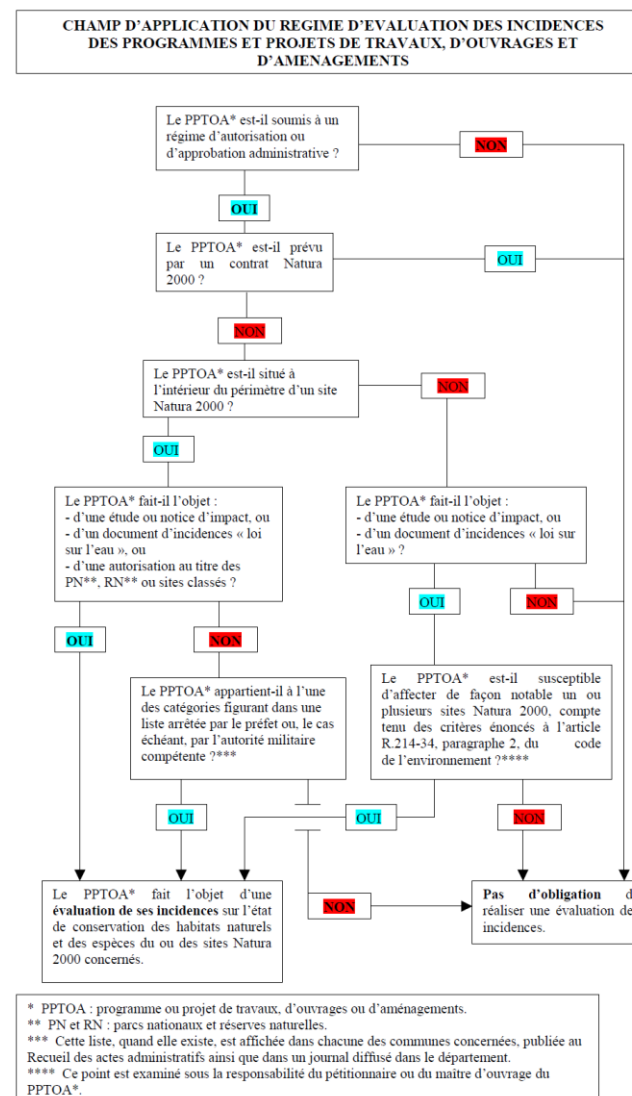 CHAMP D'APPLICATION DU REGIME D'EVALUATION DES INCIDENCES
DES PROGRAMMES ET PROJETS DE TRAVAUX, D'OUVRAGES ET
D'AMENAGEMENTS
Le PPTOA* est-il soumis à un
régime d'autorisation ou
d'approbation administrative ?
NON
OUI
Le PPTOA* est-il prévu
par un contrat Natura
2000 ?
OUI
NON
Le PPTOA* est-il situé à
l'intérieur du périmètre d'un site
Natura 2000 ?
NON
OUI
Le PPTOA* fait-il l'objet :
- d'une étude ou notice d'impact, ou
- d'un document d'incidences « loi
sur l'eau », ou
- d'une autorisation au titre des
PN**, RN** ou sites classés ?
Le PPTOA* fait-il l'objet :
- d'une étude ou notice d'impact, ou
- d'un document d'incidences « loi
sur l'eau » ?
OUI
NON
OUI
NON
Le PPTOA* appartient-il à l'une
des catégories figurant dans une
liste arrêtée par le préfet ou, le cas
échéant, par l'autorité militaire
compétente ?***
Le PPTOA* est-il susceptible
d'affecter de façon notable un ou
plusieurs sites Natura 2000, compte
tenu des critères énoncés à l'article
R.214-34, paragraphe 2, du code
de l'environnement ?****
OUI
OUI
NON
Le PPTOA* fait l'objet d'une
évaluation de ses incidences sur l'état
de conservation des habitats naturels
et des espèces du ou des sites Natura
2000 concernés.
NON
Pas d'obligation d
réaliser une évaluation de
incidences.
* PPTOA : programme ou projet de travaux, d'ouvrages ou d'aménagements.
** PN et RN : parcs nationaux et réserves naturelles.
*** Cette liste, quand elle existe, est affichée dans chacune des communes concernées, publiée au
Recueil des actes administratifs ainsi que dans un journal diffusé dans le département.
**** Ce point est examiné sous la responsabilité du pétitionnaire ou du maître d'ouvrage du
PPTOA*.